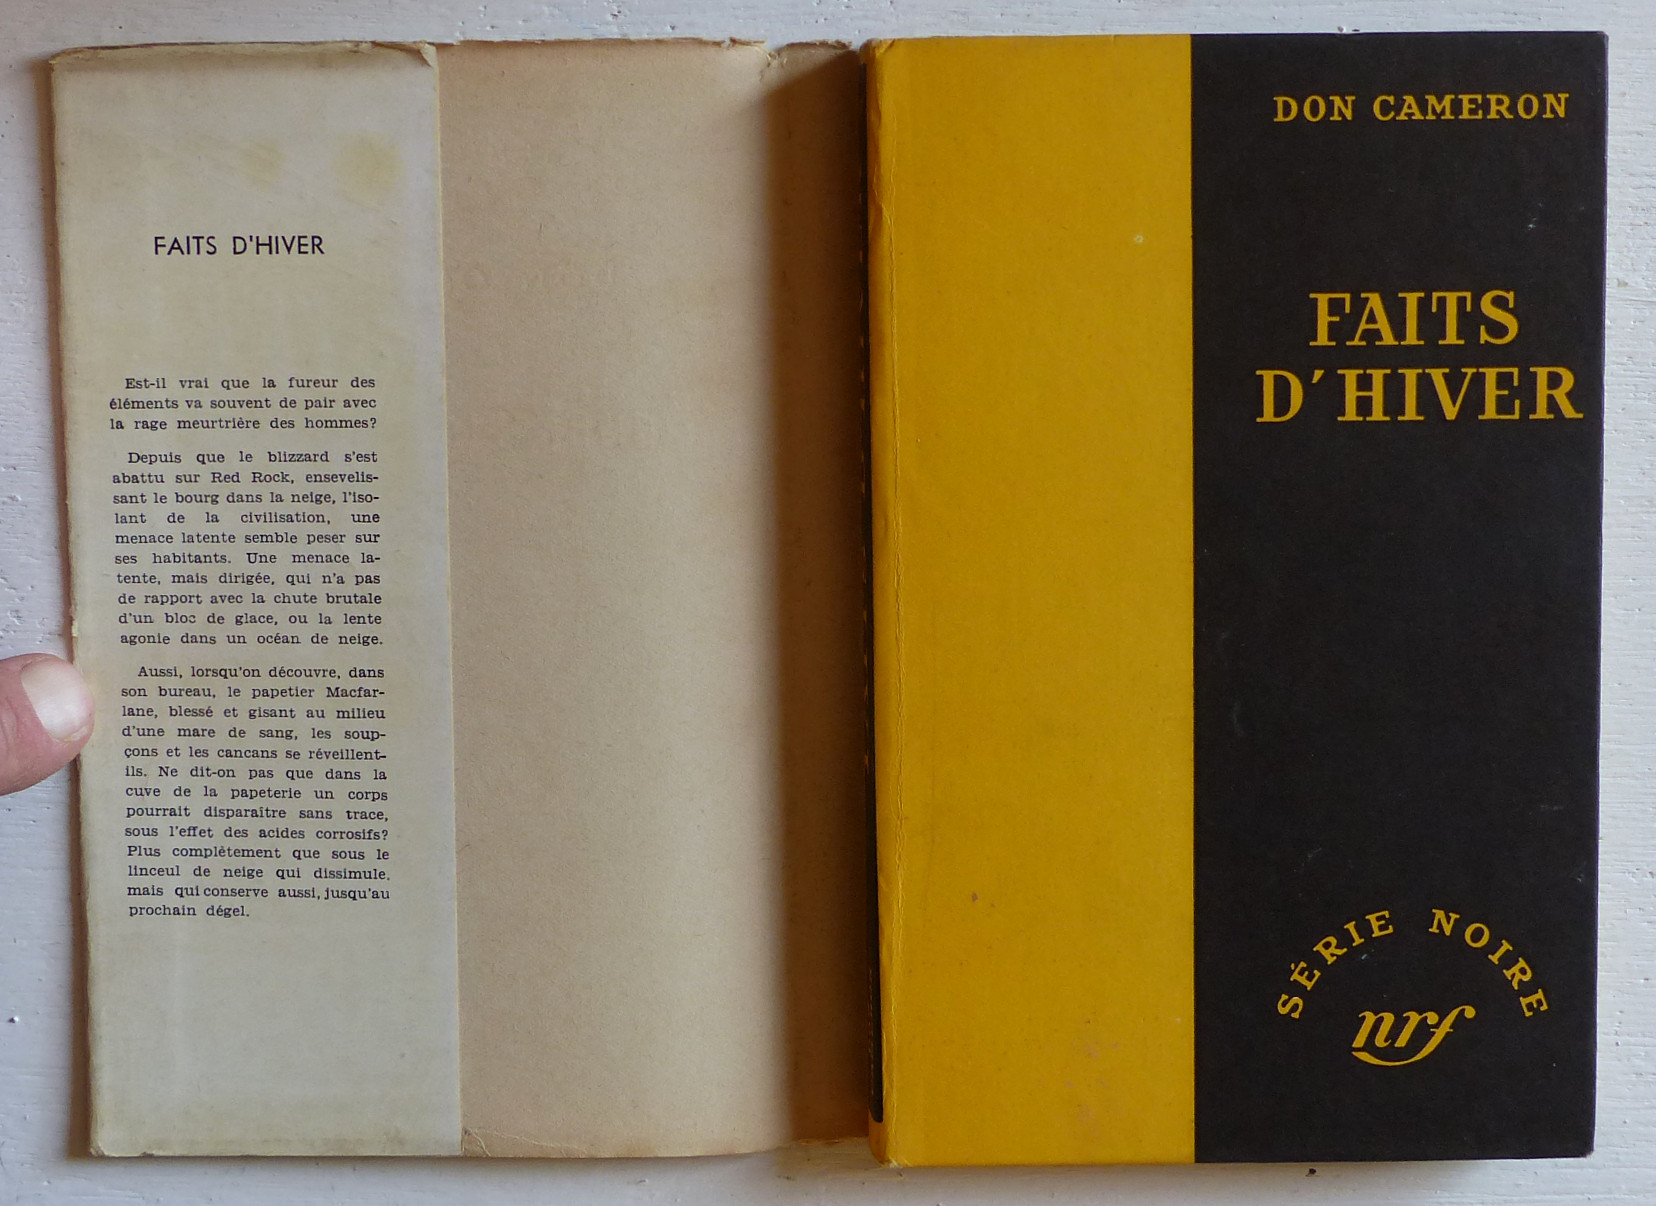 FAITS D'HIVER
Est-il vrai que la fureur des
éléments va souvent de pair avec
la rage meurtrière des hommes?
Depuis que le blizzard s'est
abattu sur Red Rock, ensevelis-
sant le bourg dans la neige, l'iso-
lant de la civilisation, une
menace latente semble peser sur
ses habitants. Une menace la-
tente, mais dirigée, qui n'a pas
de rapport avec la chute brutale
d'un bloc de glace, ou la lente
agonie dans un océan de neige.
Aussi, lorsqu'on découvre, dans
son bureau, le papetier Macfar-
lane, blessé et gisant au milieu
d'une mare de sang, les soup-
çons et les cancans se réveillent-
ils. Ne dit-on pas que dans la
cuve de la papeterie un corps
pourrait disparaître sans trace,
sous l'effet des acides corrosifs?
Plus complètement que sous le
linceul de neige qui dissimule,
mais qui conserve aussi, jusqu'au
prochain dégel.
DON CAMERON
FAITS
D'HIVER
SÉRIE NOIRE
nrf